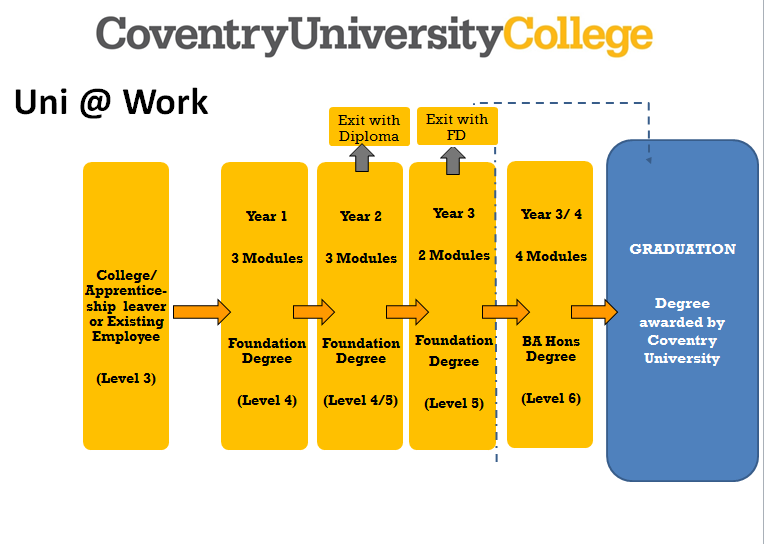 CoventryUniversityCollege
Uni @ Work
Exit with
Diploma
Exit with
FD
College/
Apprentice-
ship leaver
or Existing
Employee
(Level 3)
Year 1
3 Modules
Foundation
Degree
(Level 4)
Year 2
3 Modules
Foundation
Degree
(Level 4/5)
Year 3
2 Modules
Foundation
Degree
(Level 5)
Year 3/ 4
4 Modules
BA Hons
Degree
(Level 6)
GRADUATION
Degree
awarded by
Coventry
University